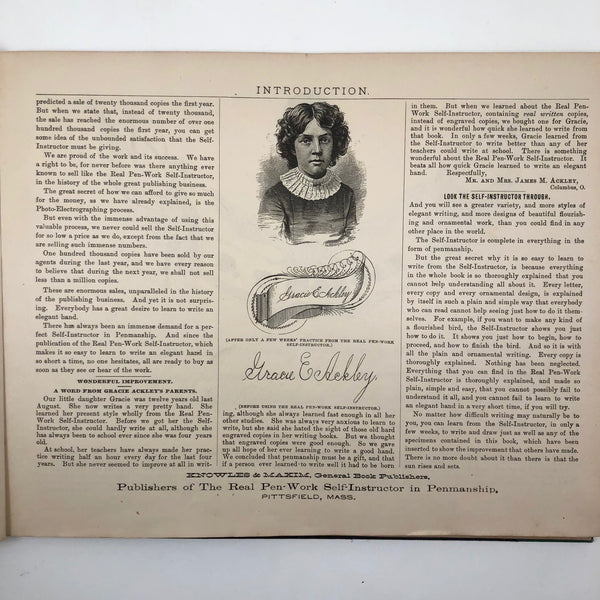 INTRODUCTION.
predicted a sale of twenty thousand copies the first year.
But when we state, that instead of twenty thousand,
the sale has reached the enormous number of over one
hundred thousand copies the first year, you can get
some idea of the unbounded satisfaction that the Self-
Instructor must be giving.
We are proud of the work and its success. We have
a right to be, for never before was there anything ever
known to sell like the Real Pen-Work Self-Instructor,
in the history of the whole great publishing business.
The great secret of how we can afford to give so much
for the money, as we have already explained, is the
Photo-Electrographing process.
But even with the immense advantage of using this
valuable process, we never could sell the Self-Instructor
for so low a price as we do, except from the fact that we
are selling such immense numbers.
One hundred thousand copies have been sold by our
agents during the last year, and we have every reason
to believe that during the next year, we shall not sell
less than a million copies.
These are enormous sales, unparalleled in the history
of the publishing business. And yet it is not surpris-
ing. Everybody has a great desire to learn to write an
elegant hand.
There has always been an immense demand for a per-
fect Self-Instructor in Penmanship. And since the
publication of the Real Pen-Work Self-Instructor, which
makes it so easy to learn to write an elegant hand in
so short a time, no one hesitates, all are ready to buy as
soon as they see or hear of the work.
WONDERFUL IMPROVEMENT.
A WORD FROM GRACIE ACKLEY'S PARENTS.
Our little daughter Gracie was twelve years old last
August. She now writes a very pretty hand. She
learned her present style wholly from the Real Pen-
Work Self-Instructor. Before we got her the Self-
Instructor, she could hardly write at all, although she
has always been to school ever since she was four years
old.
At school, her teachers have always made her prac-
tice writing half an hour every day for the last four
years. But she never seemed to improve at all in writ-
Gracie E Ackley
(AFTER ONLY A FEW WEEKS' PRACTICE FROM THE REAL PEN-WORK
SELF-INSTRUCTOR.)
Gracie E Ackley.
(BEFORE USING THE REAL PEN-WORK SELF-INSTRUCTOR.)
ing, although she always learned fast enough in all her
other studies. She was always very anxious to learn to
write, but she said she hated the sight of those old hard
engraved copies in her writing books. But we thought
that engraved copies were good enough. So we gave
up all hope of her ever learning to write a good hand.
We concluded that penmanship must be a gift, and that
if a person ever learned to write well it had to be born
in them. But when we learned about the Real Pen-
Work Self-Instructor, containing real written copies,
instead of engraved copies, we bought one for Gracie,
and it is wonderful how quick she learned to write from
that book. In only a few weeks, Gracie learned from
the Self-Instructor to write better than any of her
teachers could write at school. There is something
wonderful about the Real Pen-Work Self-Instructor. It
beats all how quick Gracie learned to write an elegant
hand. Respectfully,
MR. AND MRS. JAMES M. ACKLEY,
Columbus, O.
LOOK THE SELF-INSTRUCTOR THROUGH,
And you will see a greater variety, and more styles of
elegant writing, and more designs of beautiful flourish-
ing and ornamental work, than you could find in any
other place in the world.
The Self-Instructor is complete in everything in the
form of penmanship.
But the great secret why it is so easy to learn to
write from the Self-Instructor, is because everything
in the whole book is so thoroughly explained that you
cannot help understanding all about it. Every letter,
every copy and every ornamental design, is explained
by itself in such a plain and simple way that everybody
who can read cannot help seeing just how to do it them-
selves. For example, if you want to make any kind of
a flourished bird, the Self-Instructor shows you just
how to do it. It shows you just how to begin, how to
proceed, and how to finish the bird. And so it is with
all the plain and ornamental writing. Every copy is
thoroughly explained. Nothing has been neglected.
Everything that you can find in the Real Pen-Work
Self-Instructor is thoroughly explained, and made so
plain, simple and easy, that you cannot possibly fail to
understand it all, and you cannot fail to learn to write
an elegant hand in a very short time, if you will try.
No matter how difficult writing may naturally be to
you, you can learn from the Self-Instructor, in only a
few weeks, to write and draw just as well as any of the
specimens contained in this book, which have been
inserted to show the improvement that others have made.
There is no more doubt about it than there is that the
sun rises and sets.
KNOWLES & MAXIM, General Book Publishers,
Publishers of The Real Pen-Work Self-Instructor in Penmanship,
PITTSFIELD, MASS.